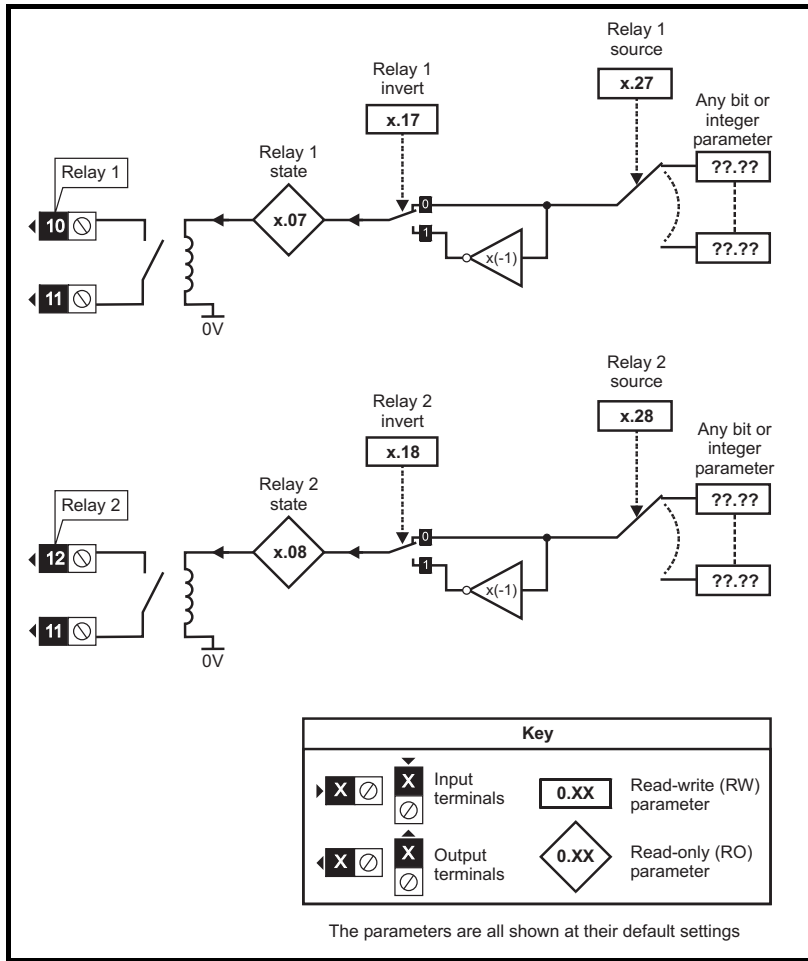 Relay 1
source
x.27
Relay 1
invert
x.17
Any bit or
integer
parameter
??.??
??.??
Relay 1
state
x.07
Relay 1
10
11
0
1
x(-1)
0V
Relay 2
source
x.28
Relay 2
invert
x.18
Any bit or
integer
parameter
??.??
??.??
Relay 2
state
x.08
Relay 2
12
11
0
1
x(-1)
0V
Key
X
X
Input
terminals
0.XX
Read-write (RW)
parameter
X
X
Output
terminals
0.XX
Read-only (RO)
parameter
The parameters are all shown at their default settings